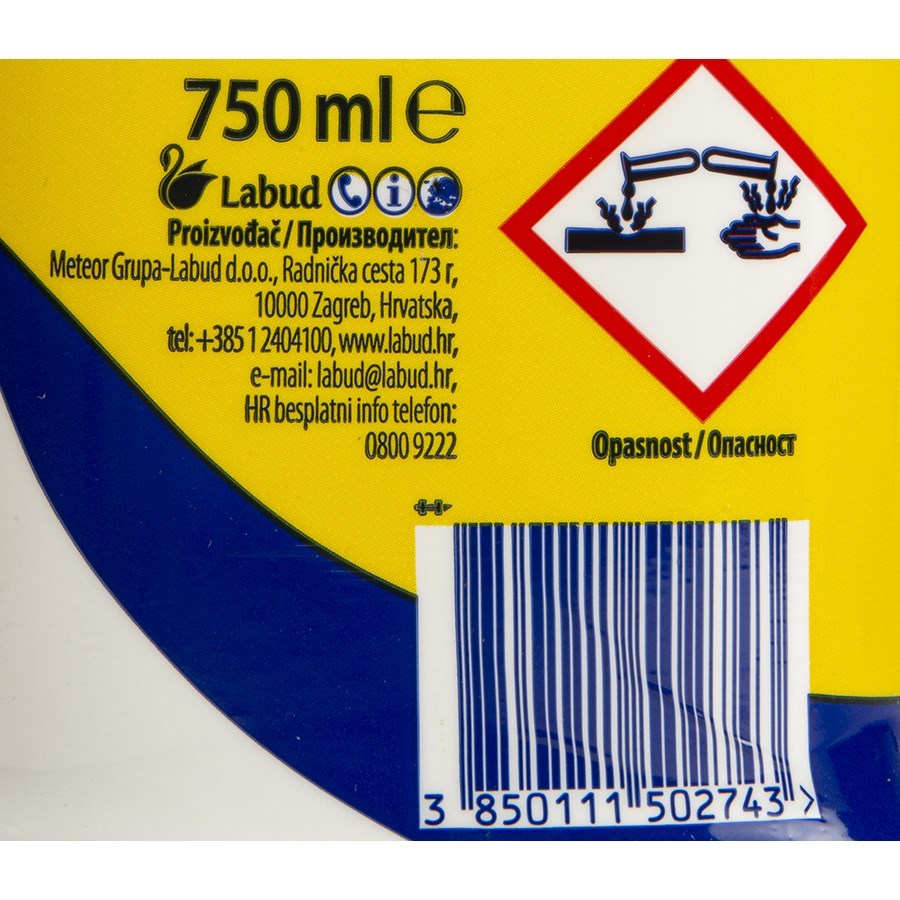 750 ml ℮
Labud
Proizvođač / Производител:
Meteor Grupa-Labud d.o.o., Radnička cesta 173 r,
10000 Zagreb, Hrvatska,
tel: +385 1 2404100, www.labud.hr,
e-mail: labud@labud.hr,
HR besplatni info telefon:
0800 9222
Opasnost / Опасност
3 850111 502743 >